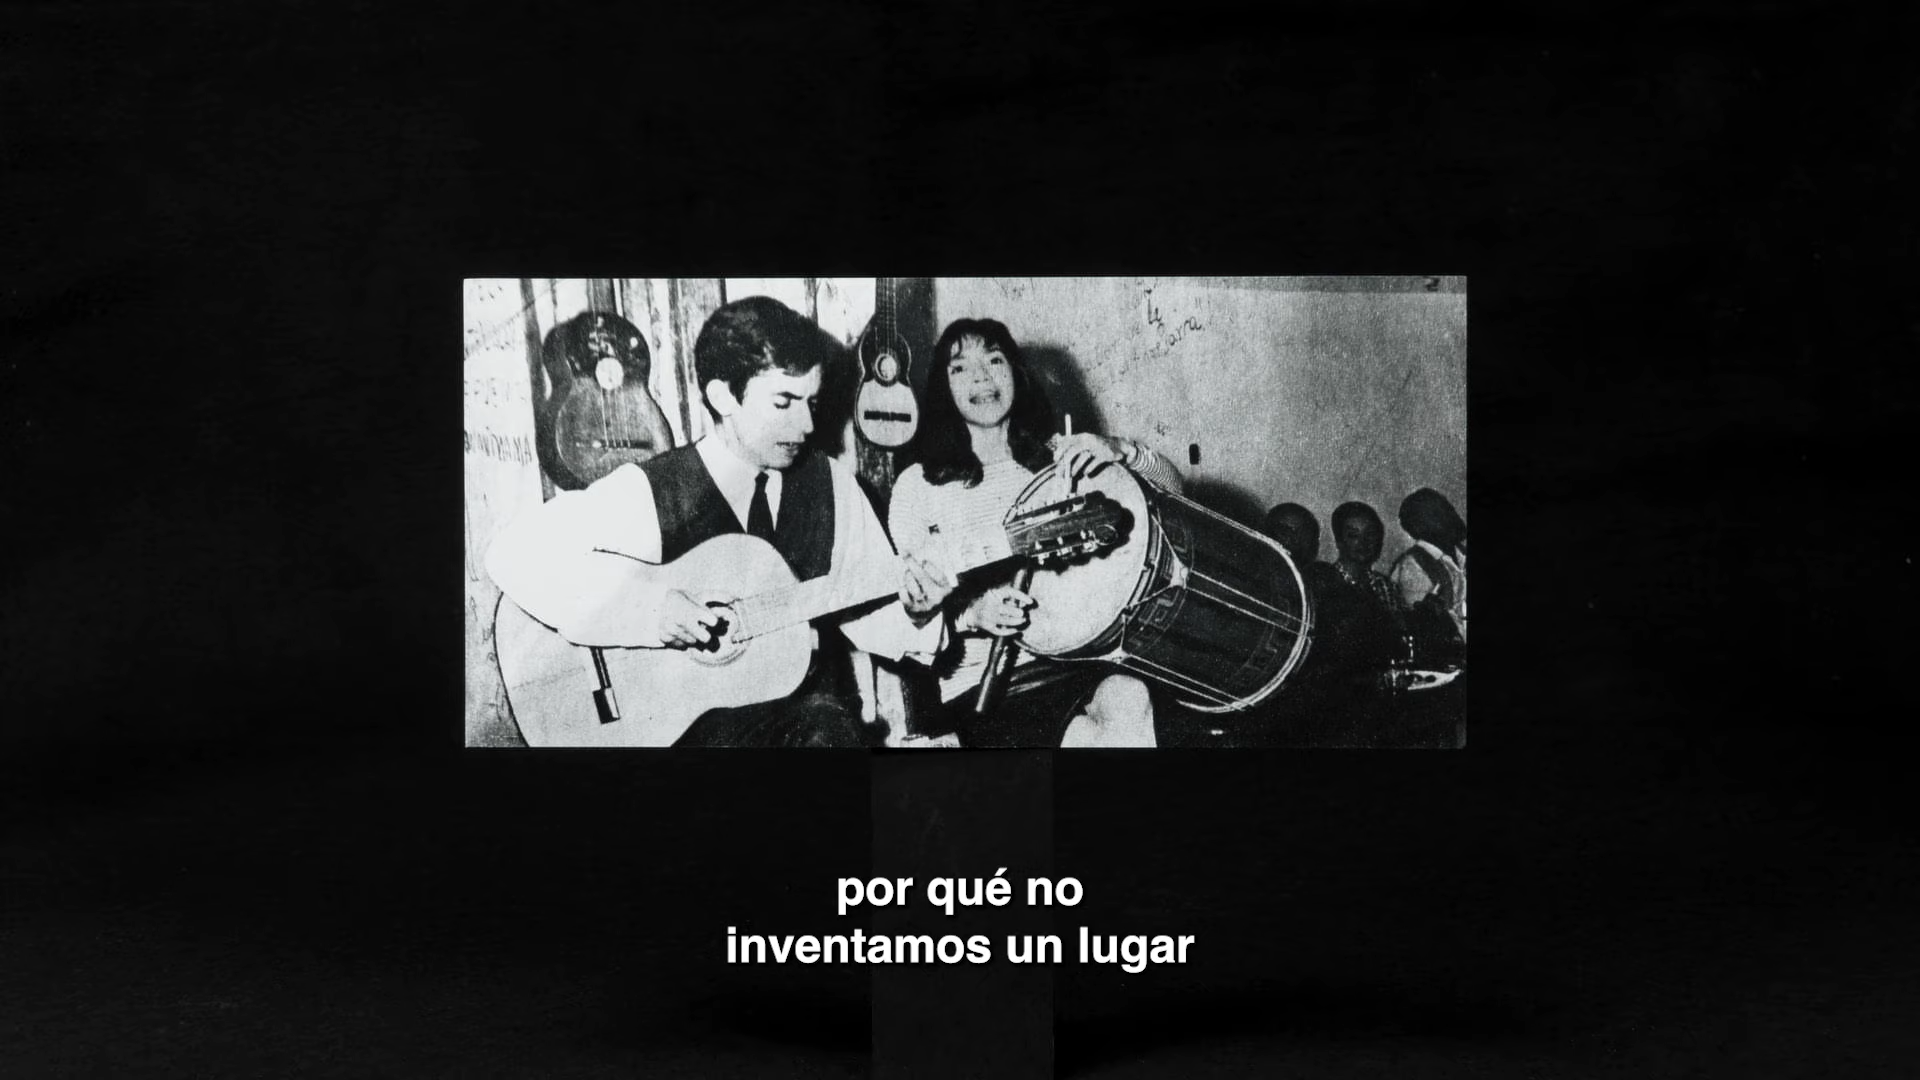 por qué no
inventamos un lugar